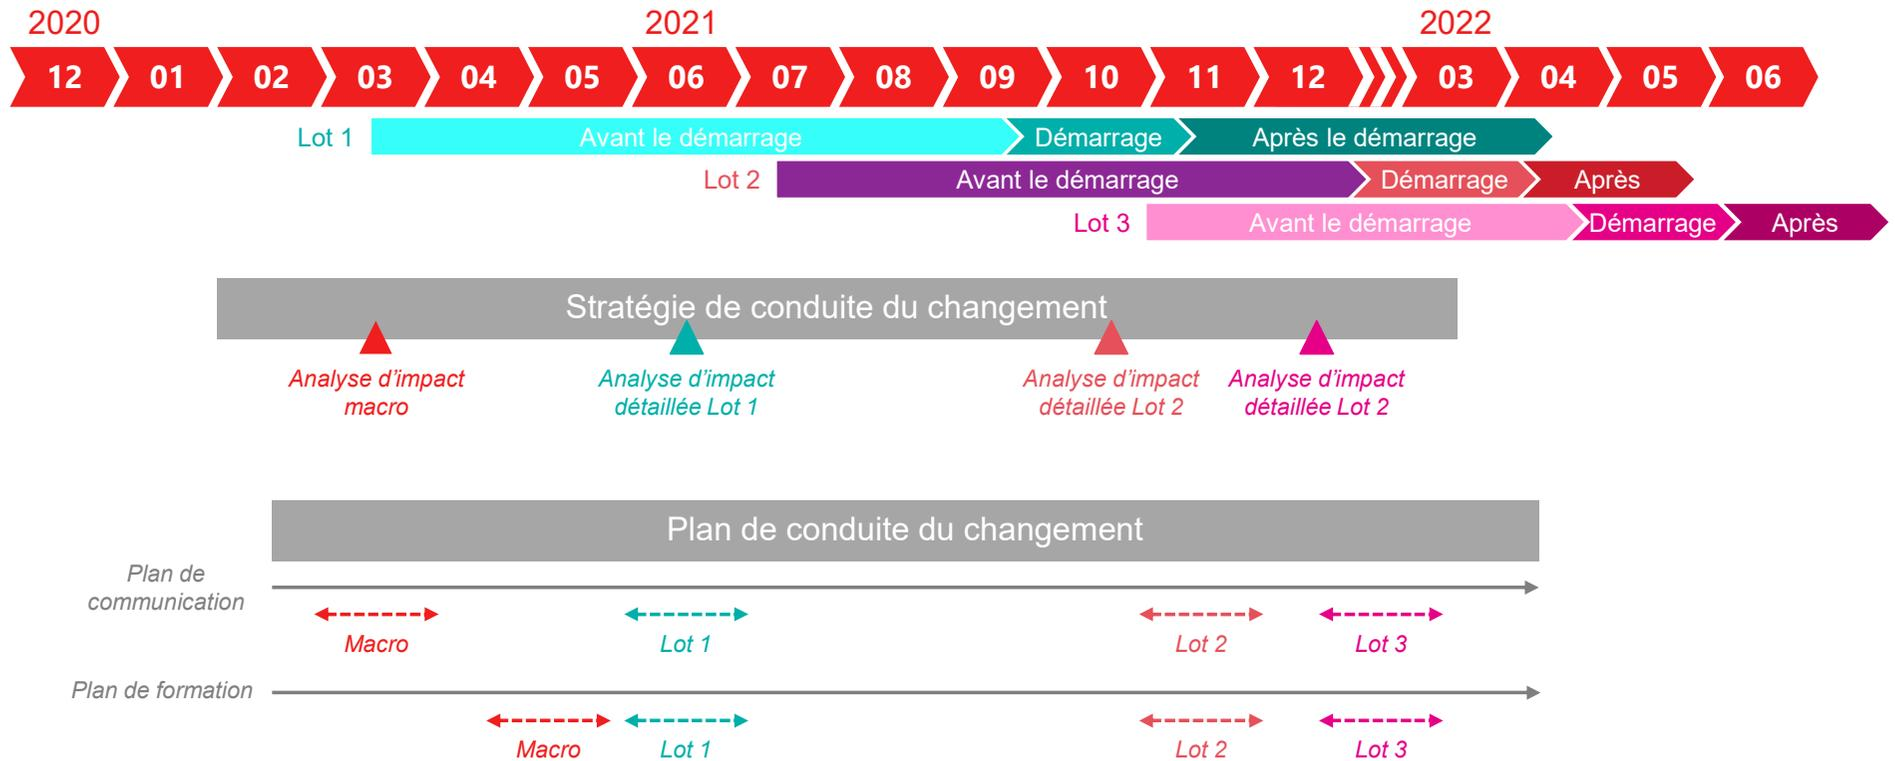 2020 2021 2022
12 01 02 03 04 05 06 07 08 09 10 11 12 03 04 05 06
Lot 1 Avant le démarrage Démarrage Après le démarrage
Lot 2 Avant le démarrage Démarrage Après
Lot 3 Avant le démarrage Démarrage Après
Stratégie de conduite du changement
Analyse d’impact
macro
Analyse d’impact
détaillée Lot 1
Analyse d’impact
détaillée Lot 2
Analyse d’impact
détaillée Lot 2
Plan de conduite du changement
Plan de
communication
Macro Lot 1 Lot 2 Lot 3
Plan de formation
Macro Lot 1 Lot 2 Lot 3